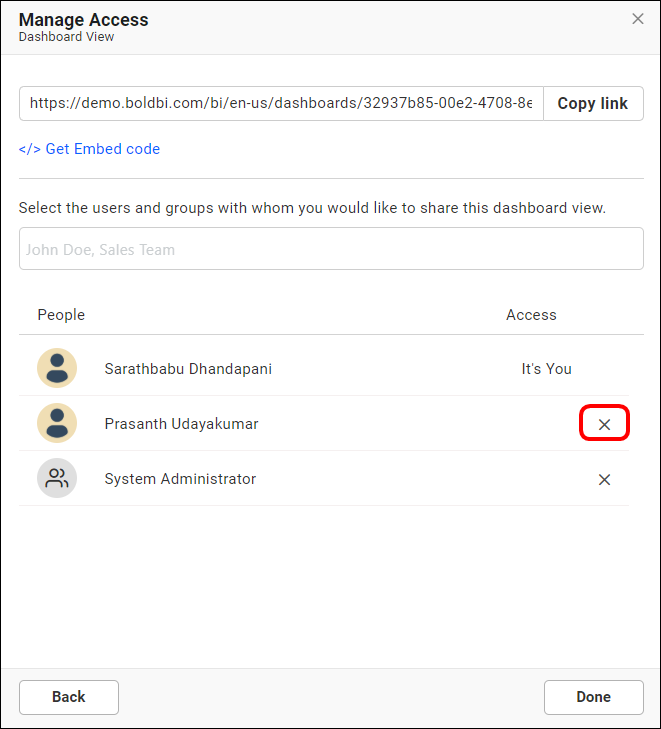 Manage Access
Dashboard View
https://demo.boldbi.com/bi/en-us/dashboards/32937b85-00e2-4708-8e
Copy link
</> Get Embed code
Select the users and groups with whom you would like to share this dashboard view.
John Doe, Sales Team
People Access
Sarathbabu Dhandapani It's You
Prasanth Udayakumar
System Administrator
Back Done